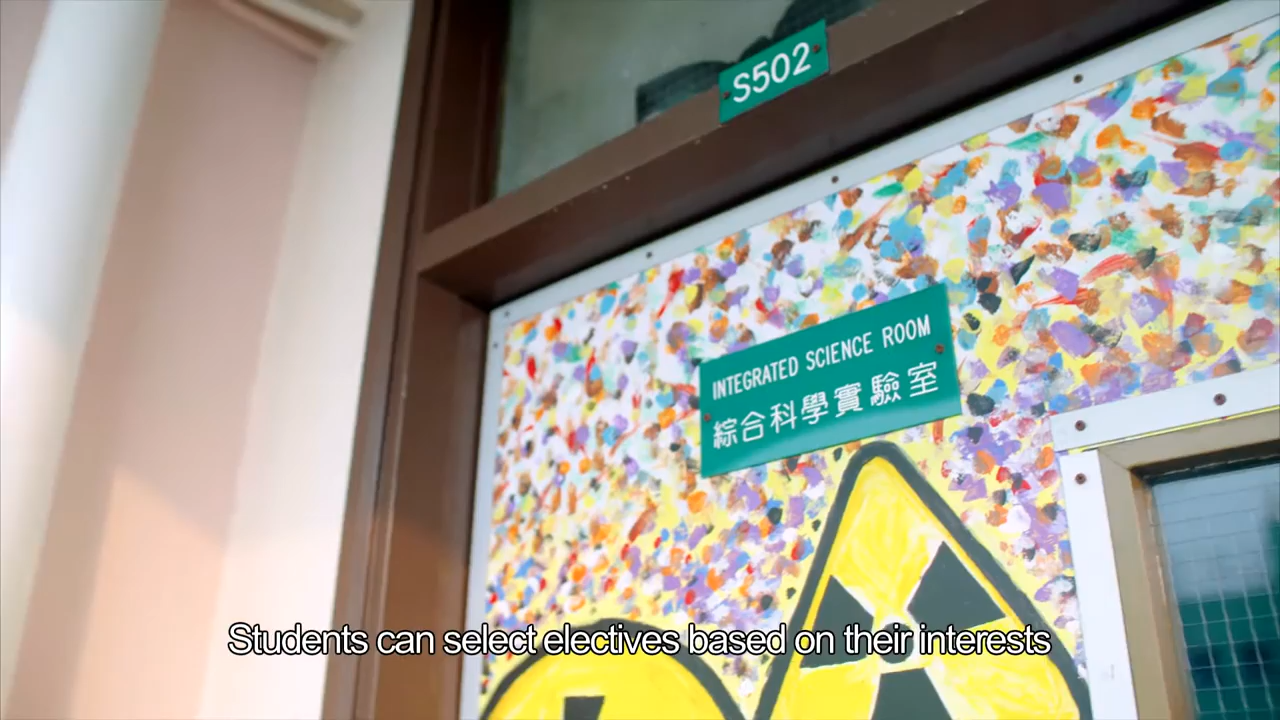 S502
INTEGRATED SCIENCE ROOM
綜合科學實驗室
Students can select electives based on their interests